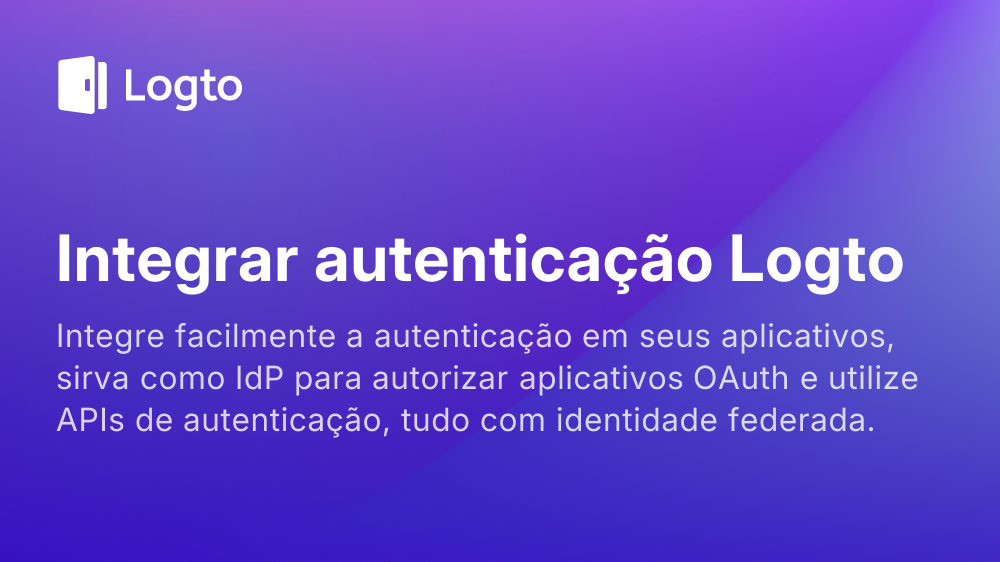 Logto
Integrar autenticação Logto
Integre facilmente a autenticação em seus aplicativos,
sirva como IdP para autorizar aplicativos OAuth e utilize
APIs de autenticação, tudo com identidade federada.